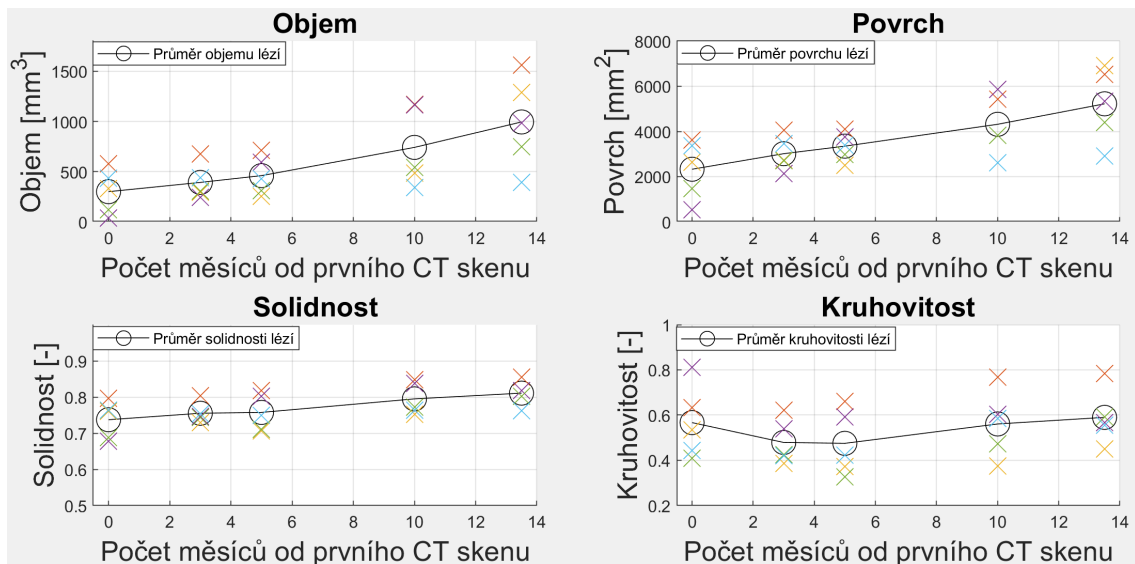 Objem
Průměr objemu lézí
Objem [mm³]
1500
1000
500
0
0 2 4 6 8 10 12 14
Počet měsíců od prvního CT skenu
Povrch
Průměr povrchu lézí
Povrch [mm²]
8000
6000
4000
2000
0
0 2 4 6 8 10 12 14
Počet měsíců od prvního CT skenu
Solidnost
Průměr solidnosti lézí
Solidnost [-]
0.9
0.8
0.7
0.6
0.5
0 2 4 6 8 10 12 14
Počet měsíců od prvního CT skenu
Kruhovitost
Průměr kruhovitosti lézí
Kruhovitost [-]
1
0.8
0.6
0.4
0.2
0 2 4 6 8 10 12 14
Počet měsíců od prvního CT skenu